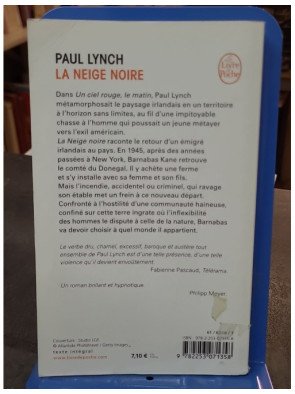 PAUL LYNCH
LA NEIGE NOIRE
Le Livre
de Poche
Dans Un ciel rouge, le matin, Paul Lynch
métamorphosait le paysage irlandais en un territoire
à l'horizon sans limites, au fil d'une impitoyable
chasse à l'homme qui poussait un jeune métayer
vers l'exil américain.
La Neige noire raconte le retour d'un émigré
irlandais au pays. En 1945, après des années
passées à New York, Barnabas Kane retrouve
le comté du Donegal. Il y achète une ferme
et s'y installe avec sa femme et son fils.
Mais l'incendie, accidentel ou criminel, qui ravage
son étable met un frein à ce nouveau départ.
Confronté à l'hostilité d'une communauté haineuse,
confiné sur cette terre ingrate où l'inflexibilité
des hommes le dispute à celle de la nature, Barnabas
va devoir choisir à quel monde il appartient.
Le verbe dru, charnel, excessif, baroque et austère tout
ensemble de Paul Lynch est d'une telle présence, d'une telle
violence qu'il devient envoûtement.
Fabienne Pascaud, Télérama.
Un roman brillant et hypnotique.
Philipp Meyer.
Couverture : Studio LGF.
texte intégral
www.livredepoche.com
7,10 €
9 782253 071358